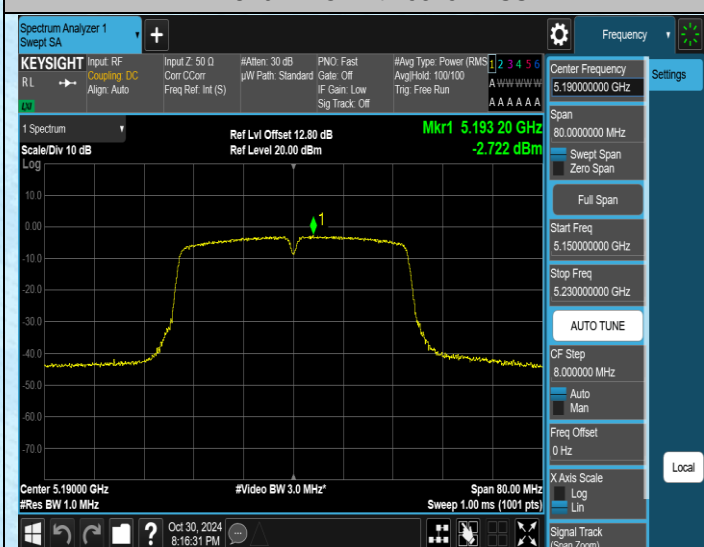 Spectrum Analyzer 1
Swept SA
Frequency
KEYSIGHT
RL
LXI
Input: RF
Coupling: DC
Align: Auto
Input Z: 50 Ω
Corr CCorr
Freq Ref: Int (S)
#Atten: 30 dB
µW Path: Standard
PNO: Fast
Gate: Off
IF Gain: Low
Sig Track: Off
#Avg Type: Power (RMS
Avg|Hold: 100/100
Trig: Free Run
1 2 3 4 5 6
A W W W W W
A A A A A A
1 Spectrum
Scale/Div 10 dB
Ref Lvl Offset 12.80 dB
Ref Level 20.00 dBm
Mkr1 5.193 20 GHz
-2.722 dBm
Log
10.0
0.00
-10.0
-20.0
-30.0
-40.0
-50.0
-60.0
-70.0
1
Center 5.19000 GHz
#Res BW 1.0 MHz
#Video BW 3.0 MHz*
Span 80.00 MHz
Sweep 1.00 ms (1001 pts)
Center Frequency
5.190000000 GHz
Settings
Span
80.0000000 MHz
Swept Span
Zero Span
Full Span
Start Freq
5.150000000 GHz
Stop Freq
5.230000000 GHz
AUTO TUNE
CF Step
8.000000 MHz
Auto
Man
Freq Offset
0 Hz
X Axis Scale
Log
Lin
Local
Signal Track
(Span Zoom)
?
Oct 30, 2024
8:16:31 PM